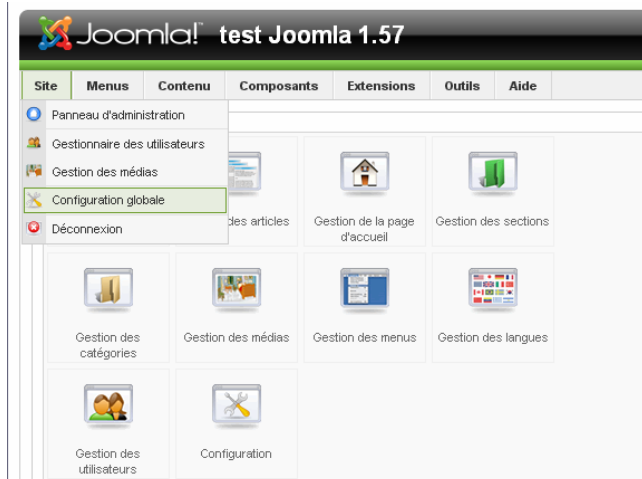 Joomla! test Joomla 1.57
Site Menus Contenu Composants Extensions Outils Aide
Panneau d'administration
Gestionnaire des utilisateurs
Gestion des médias
Configuration globale
Déconnexion
des articles
Gestion de la page
d'accueil
Gestion des sections
Gestion des
catégories
Gestion des médias
Gestion des menus
Gestion des langues
Gestion des
utilisateurs
Configuration